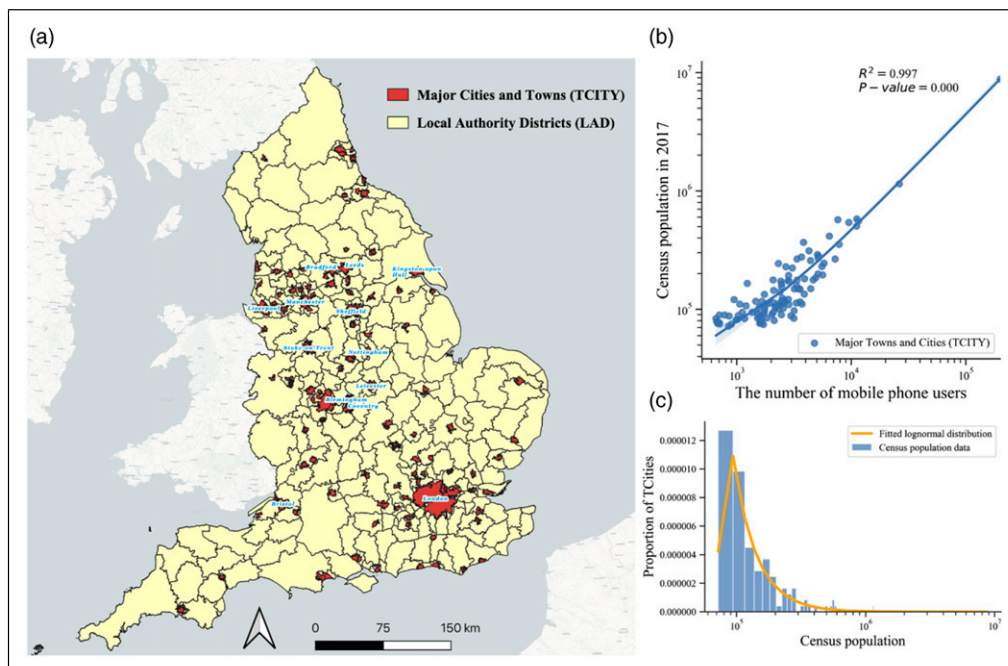 (a)
Major Cities and Towns (TCITY)
Local Authority Districts (LAD)
Bradford
Leeds
Kingston upon
Hull
Liverpool
Manchester
Sheffield
Stoke-on-Trent
Nottingham
Leicester
Birmingham
Coventry
London
Bristol
0 75 150 km
(b)
R² = 0.997
P − value = 0.000
10⁷
10⁶
10⁵
Census population in 2017
Major Towns and Cities (TCITY)
10³ 10⁴ 10⁵
The number of mobile phone users
(c)
Fitted lognormal distribution
Census population data
0.000012
0.000010
0.000008
0.000006
0.000004
0.000002
0.000000
Proportion of TCities
10⁵ 10⁶ 10⁷
Census population